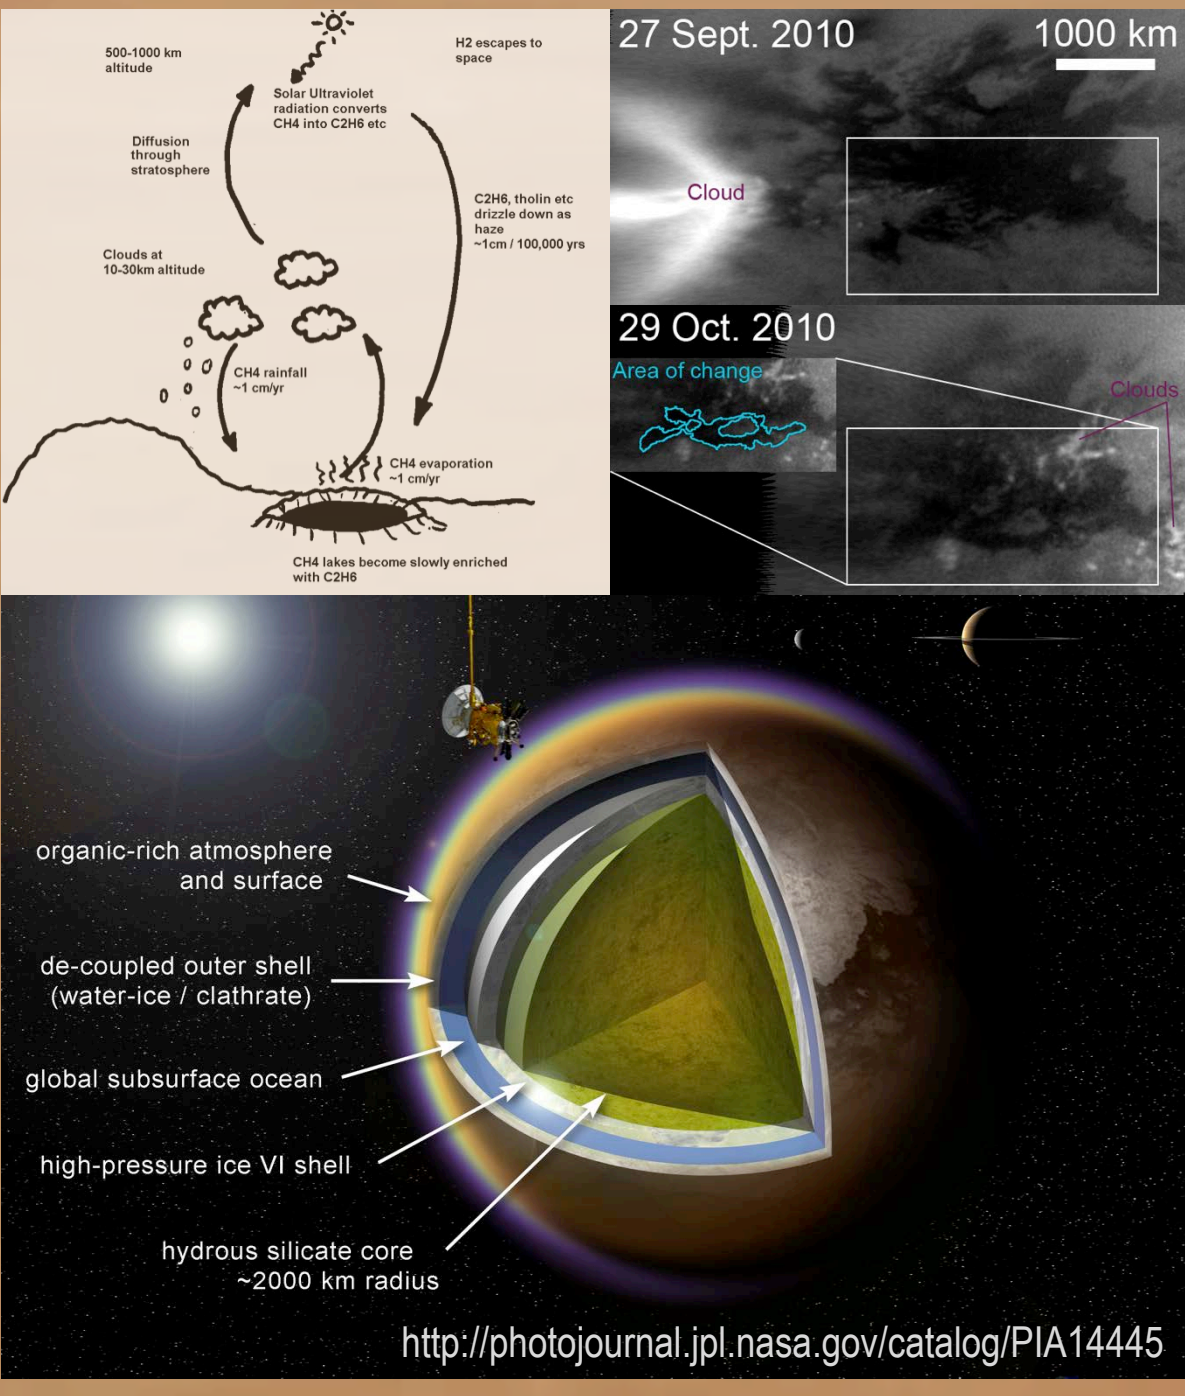 500-1000 km
altitude
H2 escapes to
space
Solar Ultraviolet
radiation converts
CH4 into C2H6 etc
Diffusion
through
stratosphere
C2H6, tholin etc
drizzle down as
haze
~1cm / 100,000 yrs
Clouds at
10-30km altitude
CH4 rainfall
~1 cm/yr
CH4 evaporation
~1 cm/yr
CH4 lakes become slowly enriched
with C2H6
27 Sept. 2010
1000 km
Cloud
29 Oct. 2010
Area of change
Clouds
organic-rich atmosphere
and surface
de-coupled outer shell
(water-ice / clathrate)
global subsurface ocean
high-pressure ice VI shell
hydrous silicate core
~2000 km radius
http://photojournal.jpl.nasa.gov/catalog/PIA14445